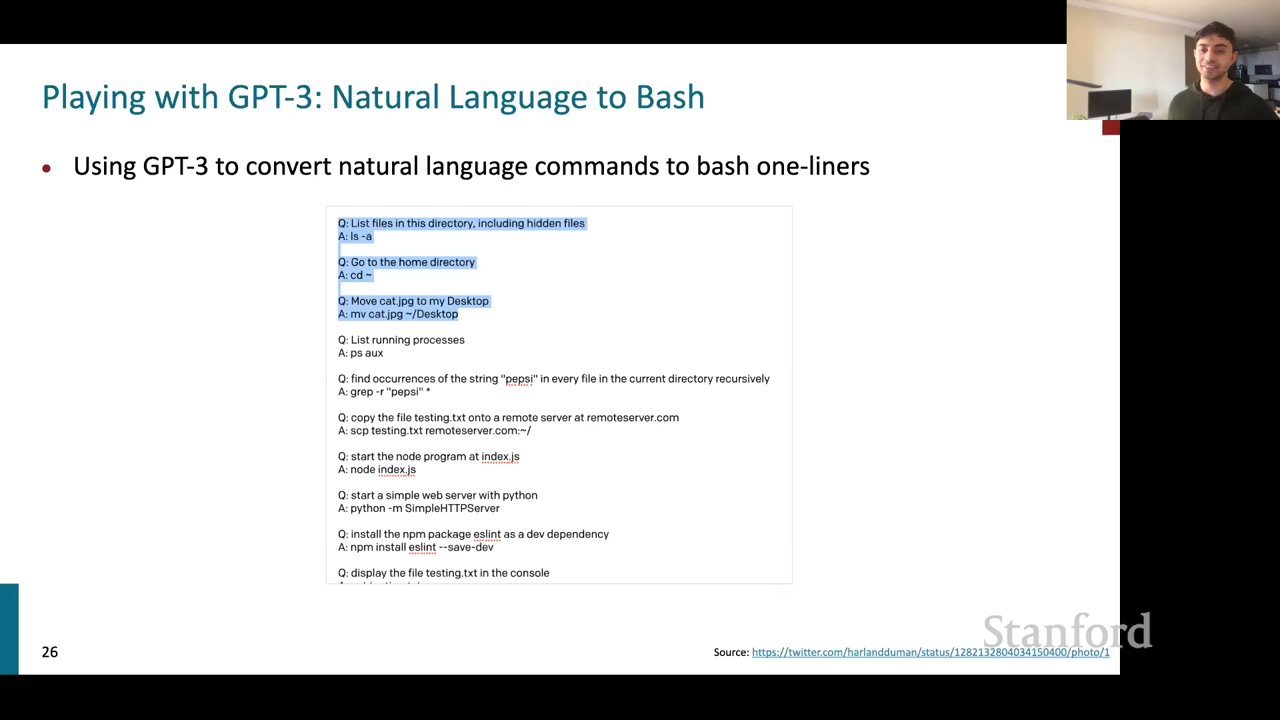 Playing with GPT-3: Natural Language to Bash
• Using GPT-3 to convert natural language commands to bash one-liners
Q: List files in this directory, including hidden files
A: ls -a
Q: Go to the home directory
A: cd ~
Q: Move cat.jpg to my Desktop
A: mv cat.jpg ~/Desktop
Q: List running processes
A: ps aux
Q: find occurrences of the string "pepsi" in every file in the current directory recursively
A: grep -r "pepsi" *
Q: copy the file testing.txt onto a remote server at remoteserver.com
A: scp testing.txt remoteserver.com:~/
Q: start the node program at index.js
A: node index.js
Q: start a simple web server with python
A: python -m SimpleHTTPServer
Q: install the npm package eslint as a dev dependency
A: npm install eslint --save-dev
Q: display the file testing.txt in the console
Stanford
26
Source: https://twitter.com/harlandduman/status/1282132804034150400/photo/1